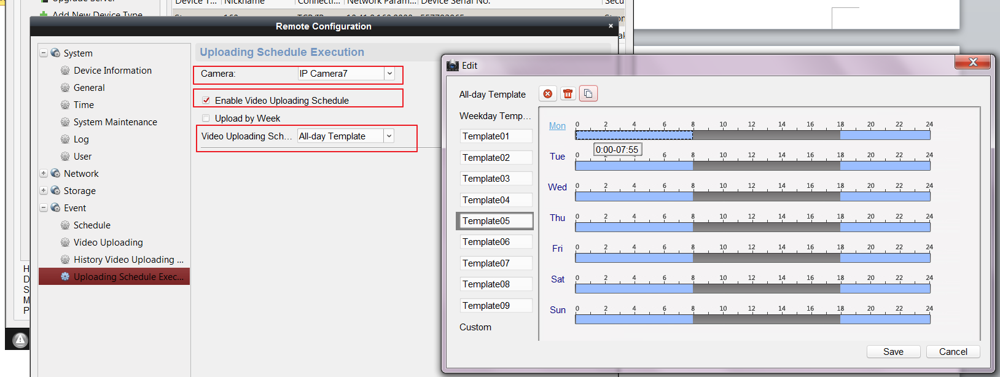 Upgrade Server
Add New Device Type
Device T... Nickname Connecti... Network Param... Device Serial No. Secu
Remote Configuration
System
Device Information
General
Time
System Maintenance
Log
User
Network
Storage
Event
Schedule
Video Uploading
History Video Uploading ...
Uploading Schedule Exec...
H
D
S
M
P
Uploading Schedule Execution
Camera: IP Camera7
Enable Video Uploading Schedule
Upload by Week
Video Uploading Sch... All-day Template
Edit
All-day Template
Weekday Temp...
Template01
Template02
Template03
Template04
Template05
Template06
Template07
Template08
Template09
Custom
0 2 4 6 8 10 12 14 16 18 20 22 24
Mon
0:00-07:55
0 2 6 8 10 12 14 16 18 20 22 24
Tue
0 2 4 6 8 10 12 14 16 18 20 22 24
Wed
0 2 4 6 8 10 12 14 16 18 20 22 24
Thu
0 2 4 6 8 10 12 14 16 18 20 22 24
Fri
0 2 4 6 8 10 12 14 16 18 20 22 24
Sat
0 2 4 6 8 10 12 14 16 18 20 22 24
Sun
Save Cancel